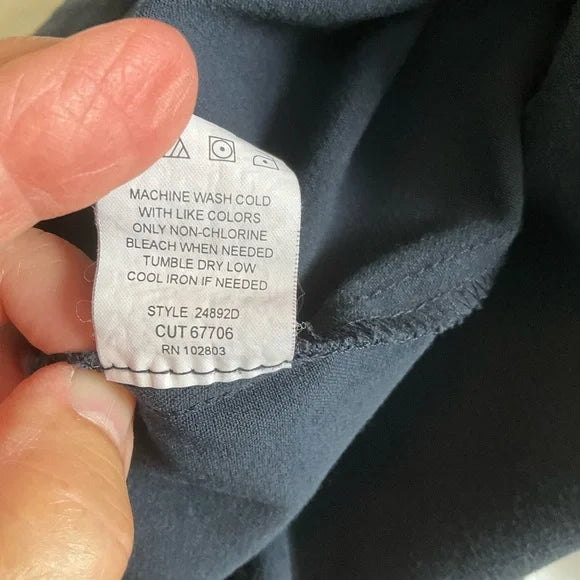 MACHINE WASH COLD
WITH LIKE COLORS
ONLY NON-CHLORINE
BLEACH WHEN NEEDED
TUMBLE DRY LOW
COOL IRON IF NEEDED
STYLE 24892D
CUT 67706
RN 102803